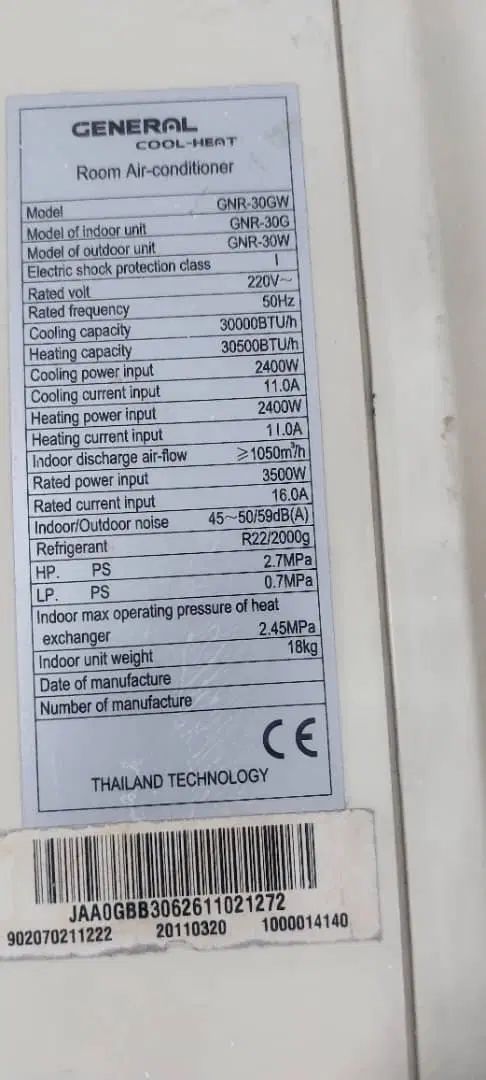 GENERAL
COOL-HEAT
Room Air-conditioner
Model GNR-30GW
Model of indoor unit GNR-30G
Model of outdoor unit GNR-30W
Electric shock protection class I
Rated volt 220V~
Rated frequency 50Hz
Cooling capacity 30000BTU/h
Heating capacity 30500BTU/h
Cooling power input 2400W
Cooling current input 11.0A
Heating power input 2400W
Heating current input 11.0A
Indoor discharge air-flow ≥1050m³/h
Rated power input 3500W
Rated current input 16.0A
Indoor/Outdoor noise 45~50/59dB(A)
Refrigerant R22/2000g
HP. PS 2.7MPa
LP. PS 0.7MPa
Indoor max operating pressure of heat
exchanger 2.45MPa
Indoor unit weight 18kg
Date of manufacture
Number of manufacture
CE
THAILAND TECHNOLOGY
JAA0GBB3062611021272
902070211222 20110320 1000014140